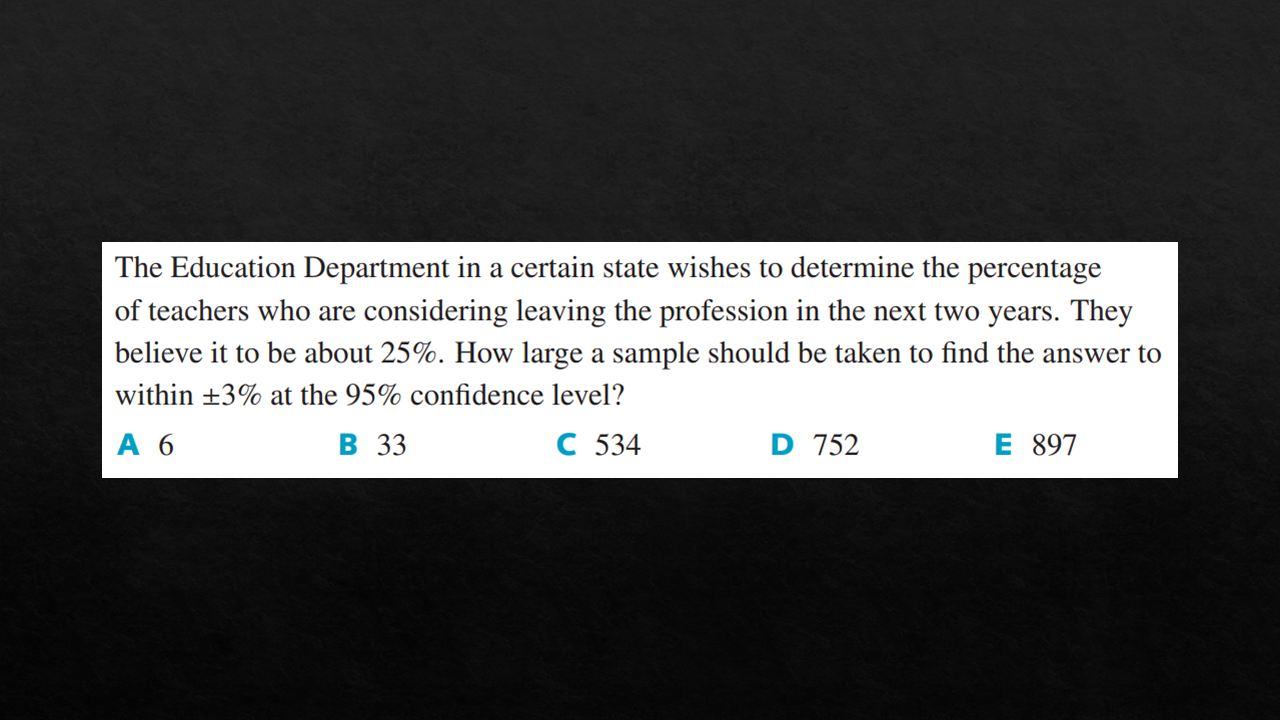 The Education Department in a certain state wishes to determine the percentage
of teachers who are considering leaving the profession in the next two years. They
believe it to be about 25%. How large a sample should be taken to find the answer to
within ±3% at the 95% confidence level?
A 6 B 33 C 534 D 752 E 897